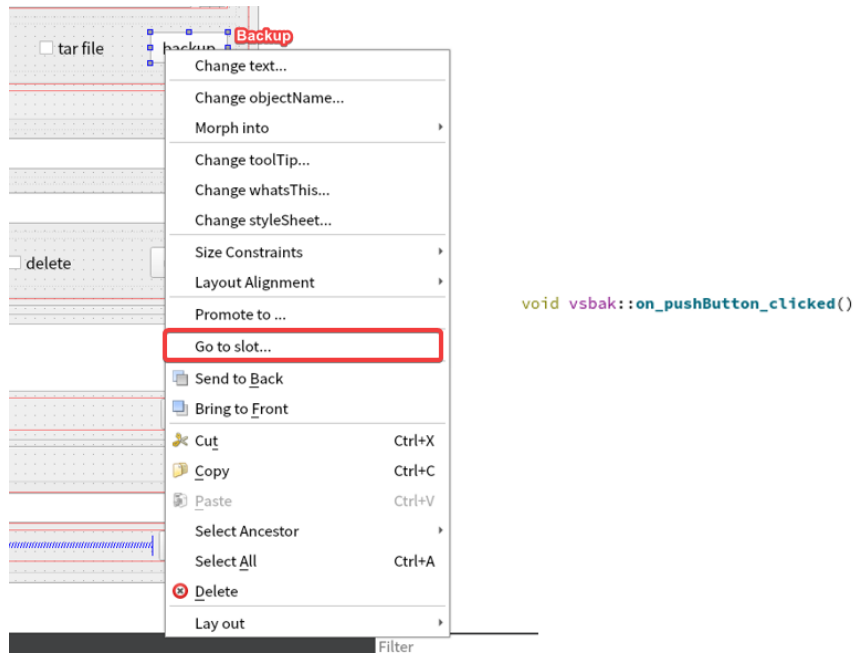 tar file
backup
Backup
Change text...
Change objectName...
Morph into
Change toolTip...
Change whatsThis...
Change styleSheet...
delete
Size Constraints
Layout Alignment
Promote to ...
void vsbak::on_pushButton_clicked()
Go to slot...
Send to Back
Bring to Front
Cut Ctrl+X
Copy Ctrl+C
Paste Ctrl+V
Select Ancestor
Select All Ctrl+A
Delete
Lay out
Filter